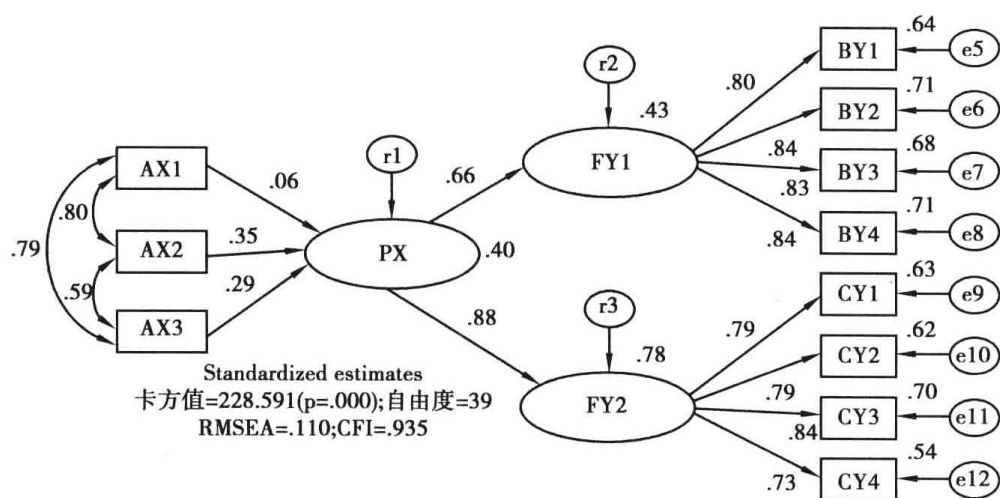 .64
BY1
e5
r2
.80
.71
BY2
e6
.43
FY1
.84
.68
BY3
e7
AX1
r1
.06
.66
.83
.71
BY4
e8
.84
.80
.79
AX2
.35
PX
.40
.63
CY1
e9
.59
.29
r3
.79
.62
CY2
e10
AX3
.88
.78
FY2
.79
.70
CY3
e11
.84
.54
CY4
e12
.73
Standardized estimates
卡方值=228.591(p=.000);自由度=39
RMSEA=.110;CFI=.935